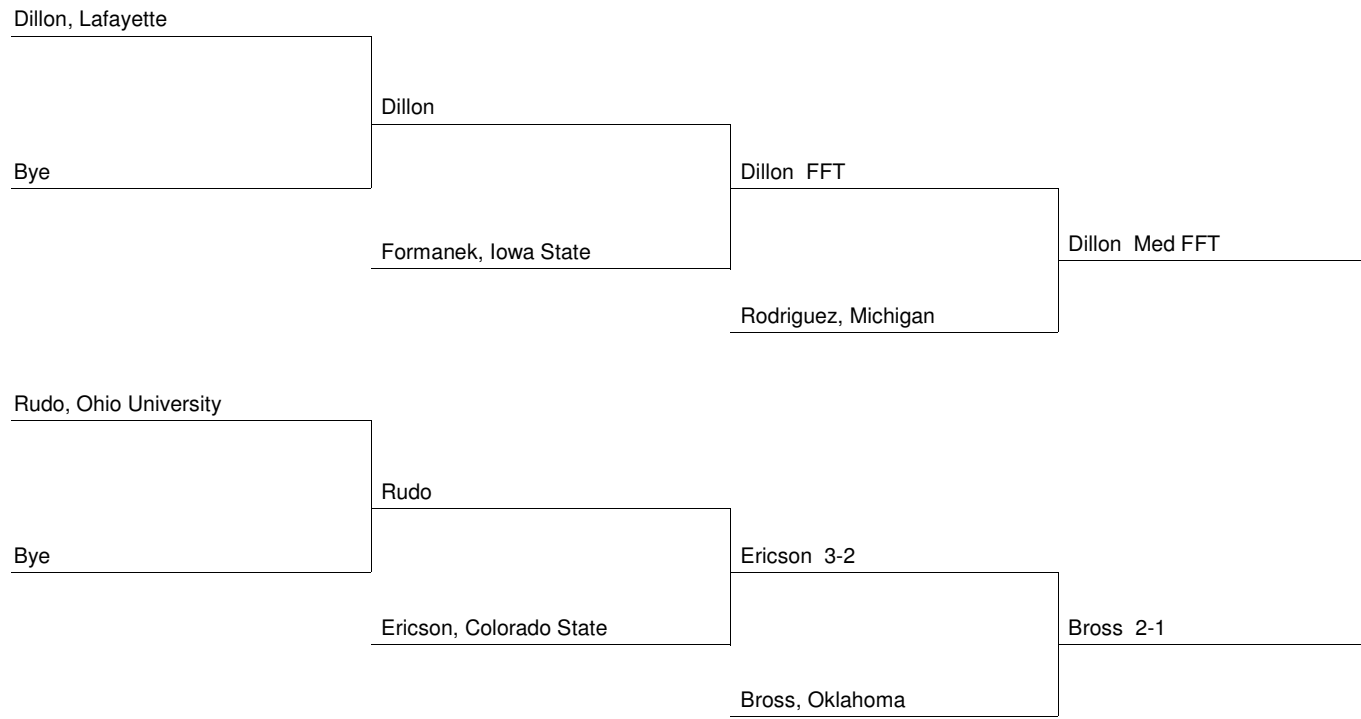 Dillon, Lafayette
Dillon
Bye
Dillon  FFT
Formanek, Iowa State
Dillon  Med FFT
Rodriguez, Michigan
Rudo, Ohio University
Rudo
Bye
Ericson  3-2
Ericson, Colorado State
Bross  2-1
Bross, Oklahoma